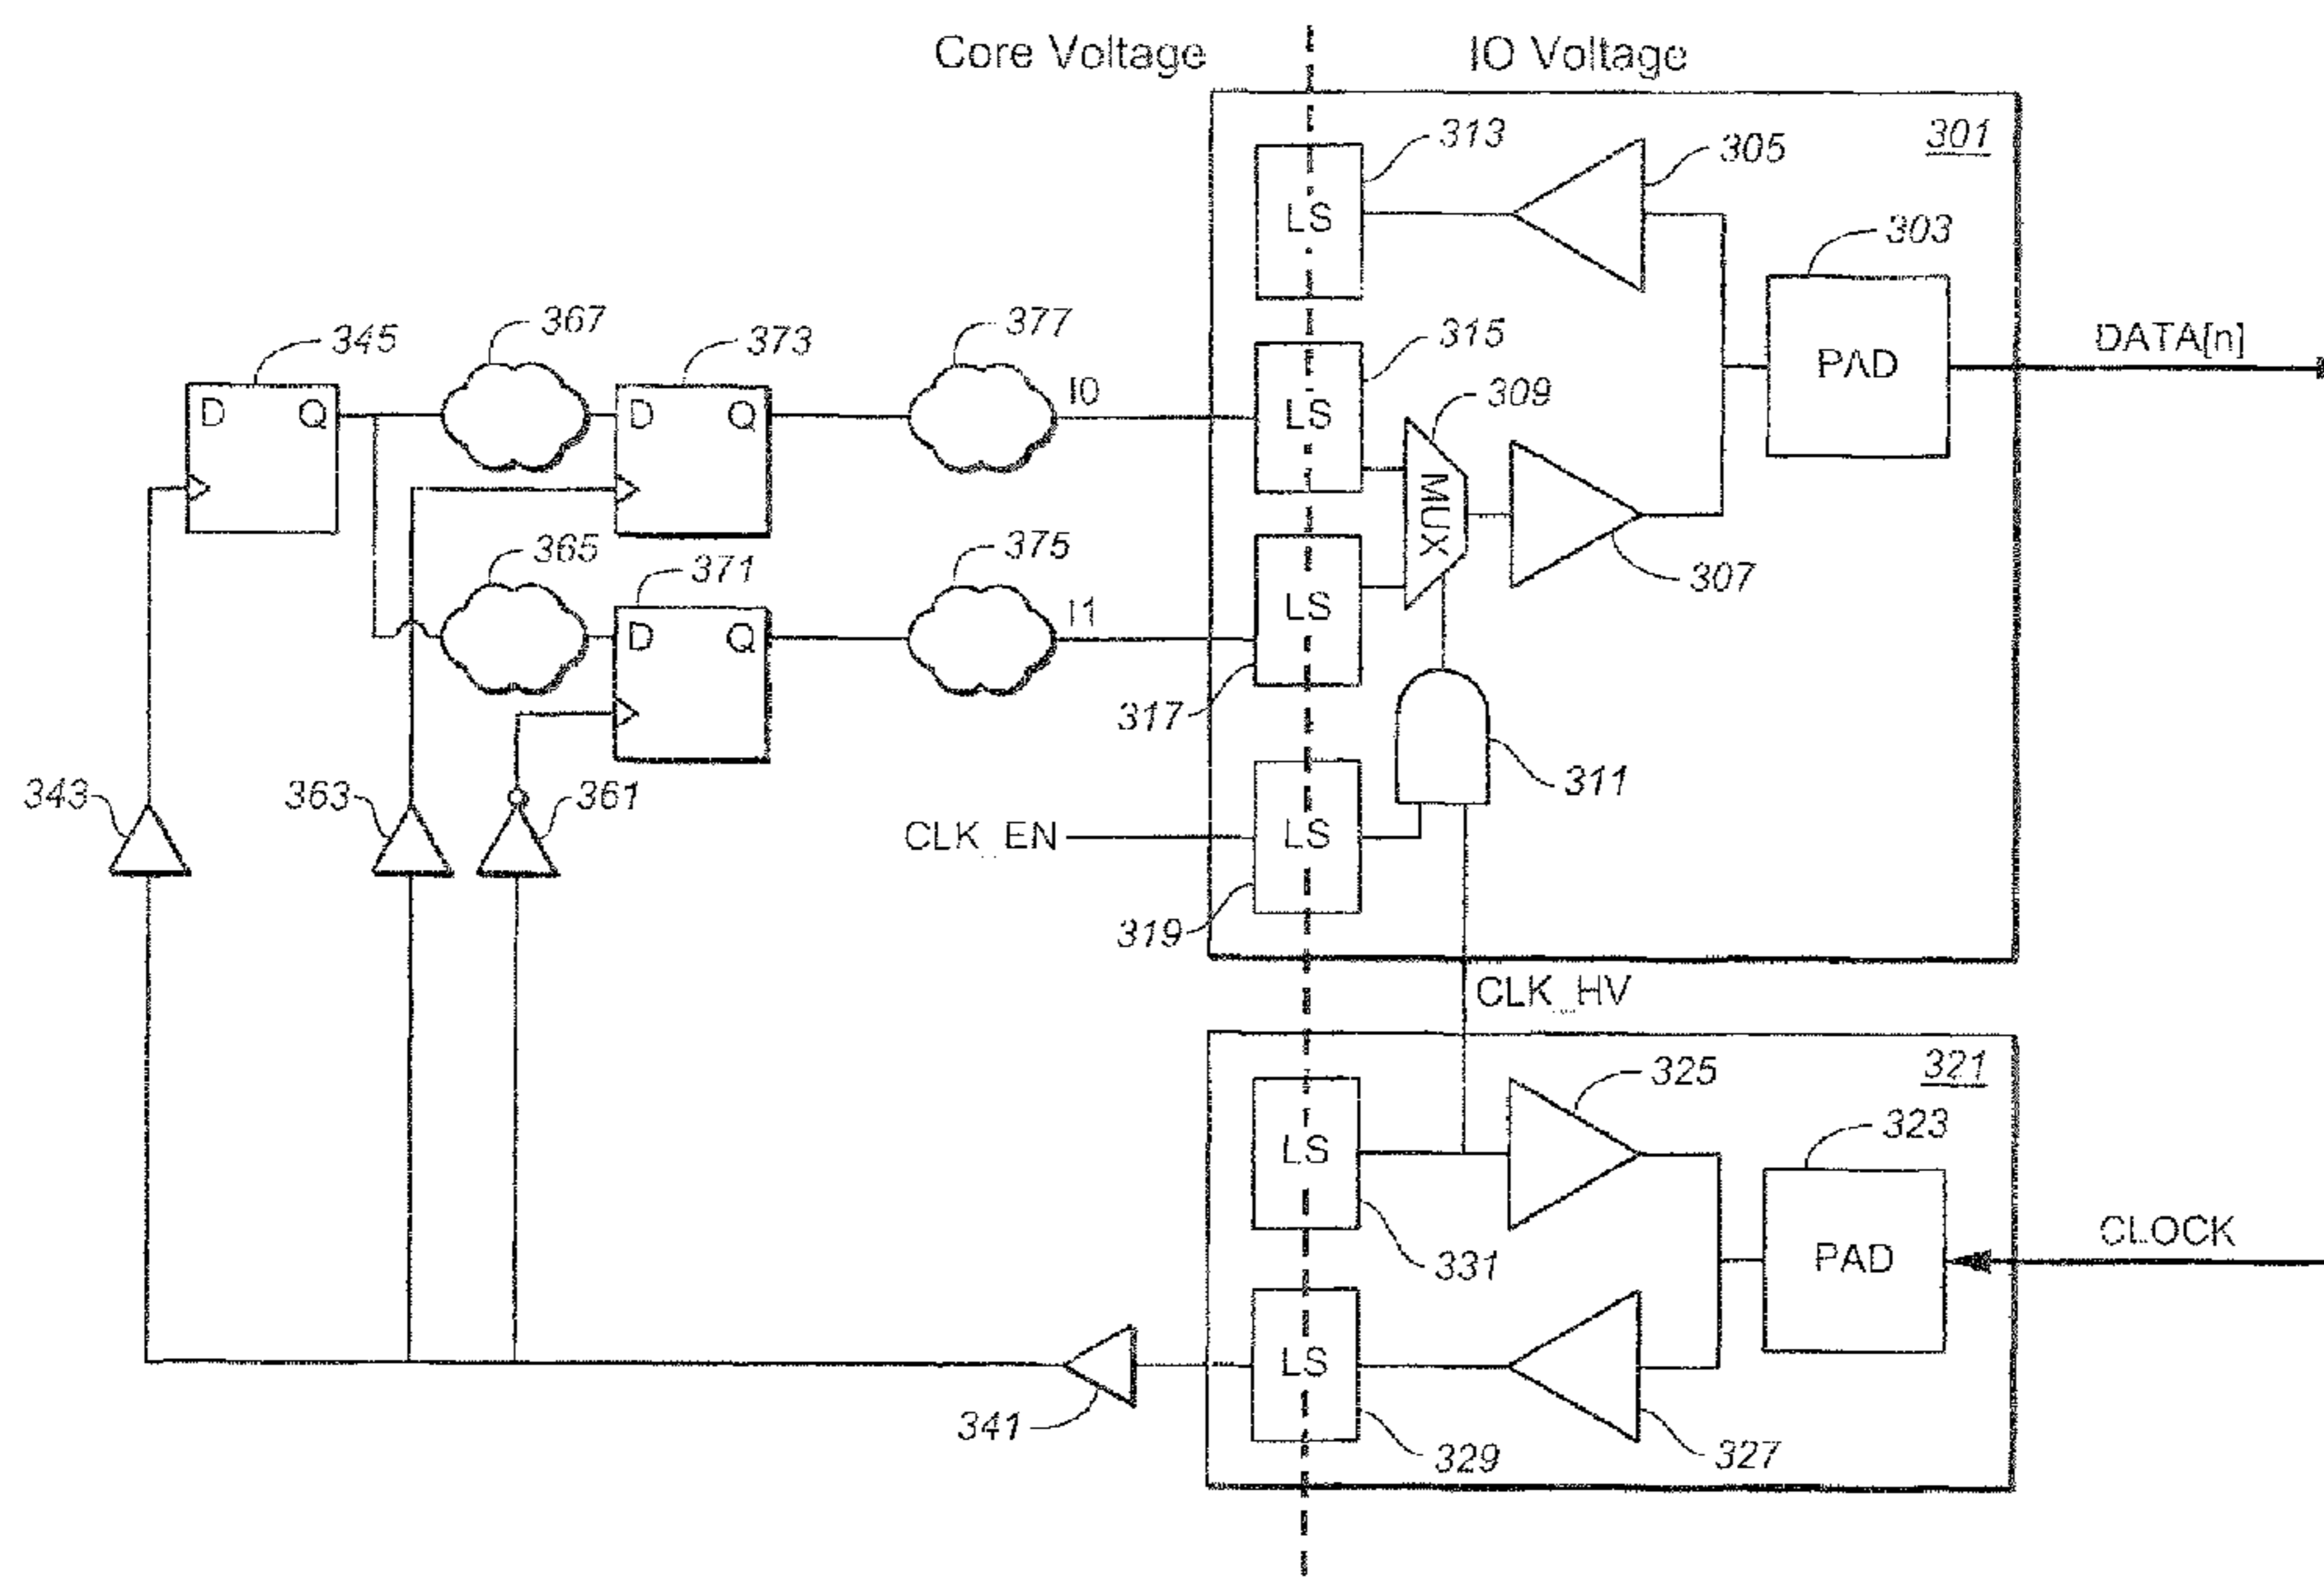 Core Voltage
IO Voltage
301
313
305
LS
303
PAD
DATA[n]
345
367
373
377
315
D Q
D Q
I0
LS
309
MUX
365
371
375
307
D Q
I1
LS
317
311
343
363
361
CLK_EN
LS
319
CLK_HV
321
325
323
LS
PAD
CLOCK
331
LS
341
329
327